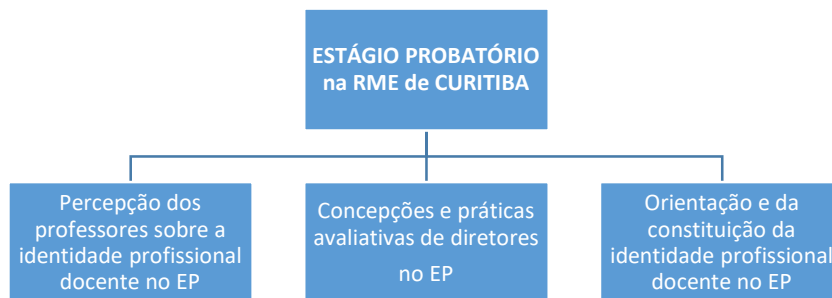 ESTÁGIO PROBATÓRIO
na RME de CURITIBA
Percepção dos
professores sobre a
identidade profissional
docente no EP
Concepções e práticas
avaliativas de diretores
no EP
Orientação e da
constituição da
identidade profissional
docente no EP